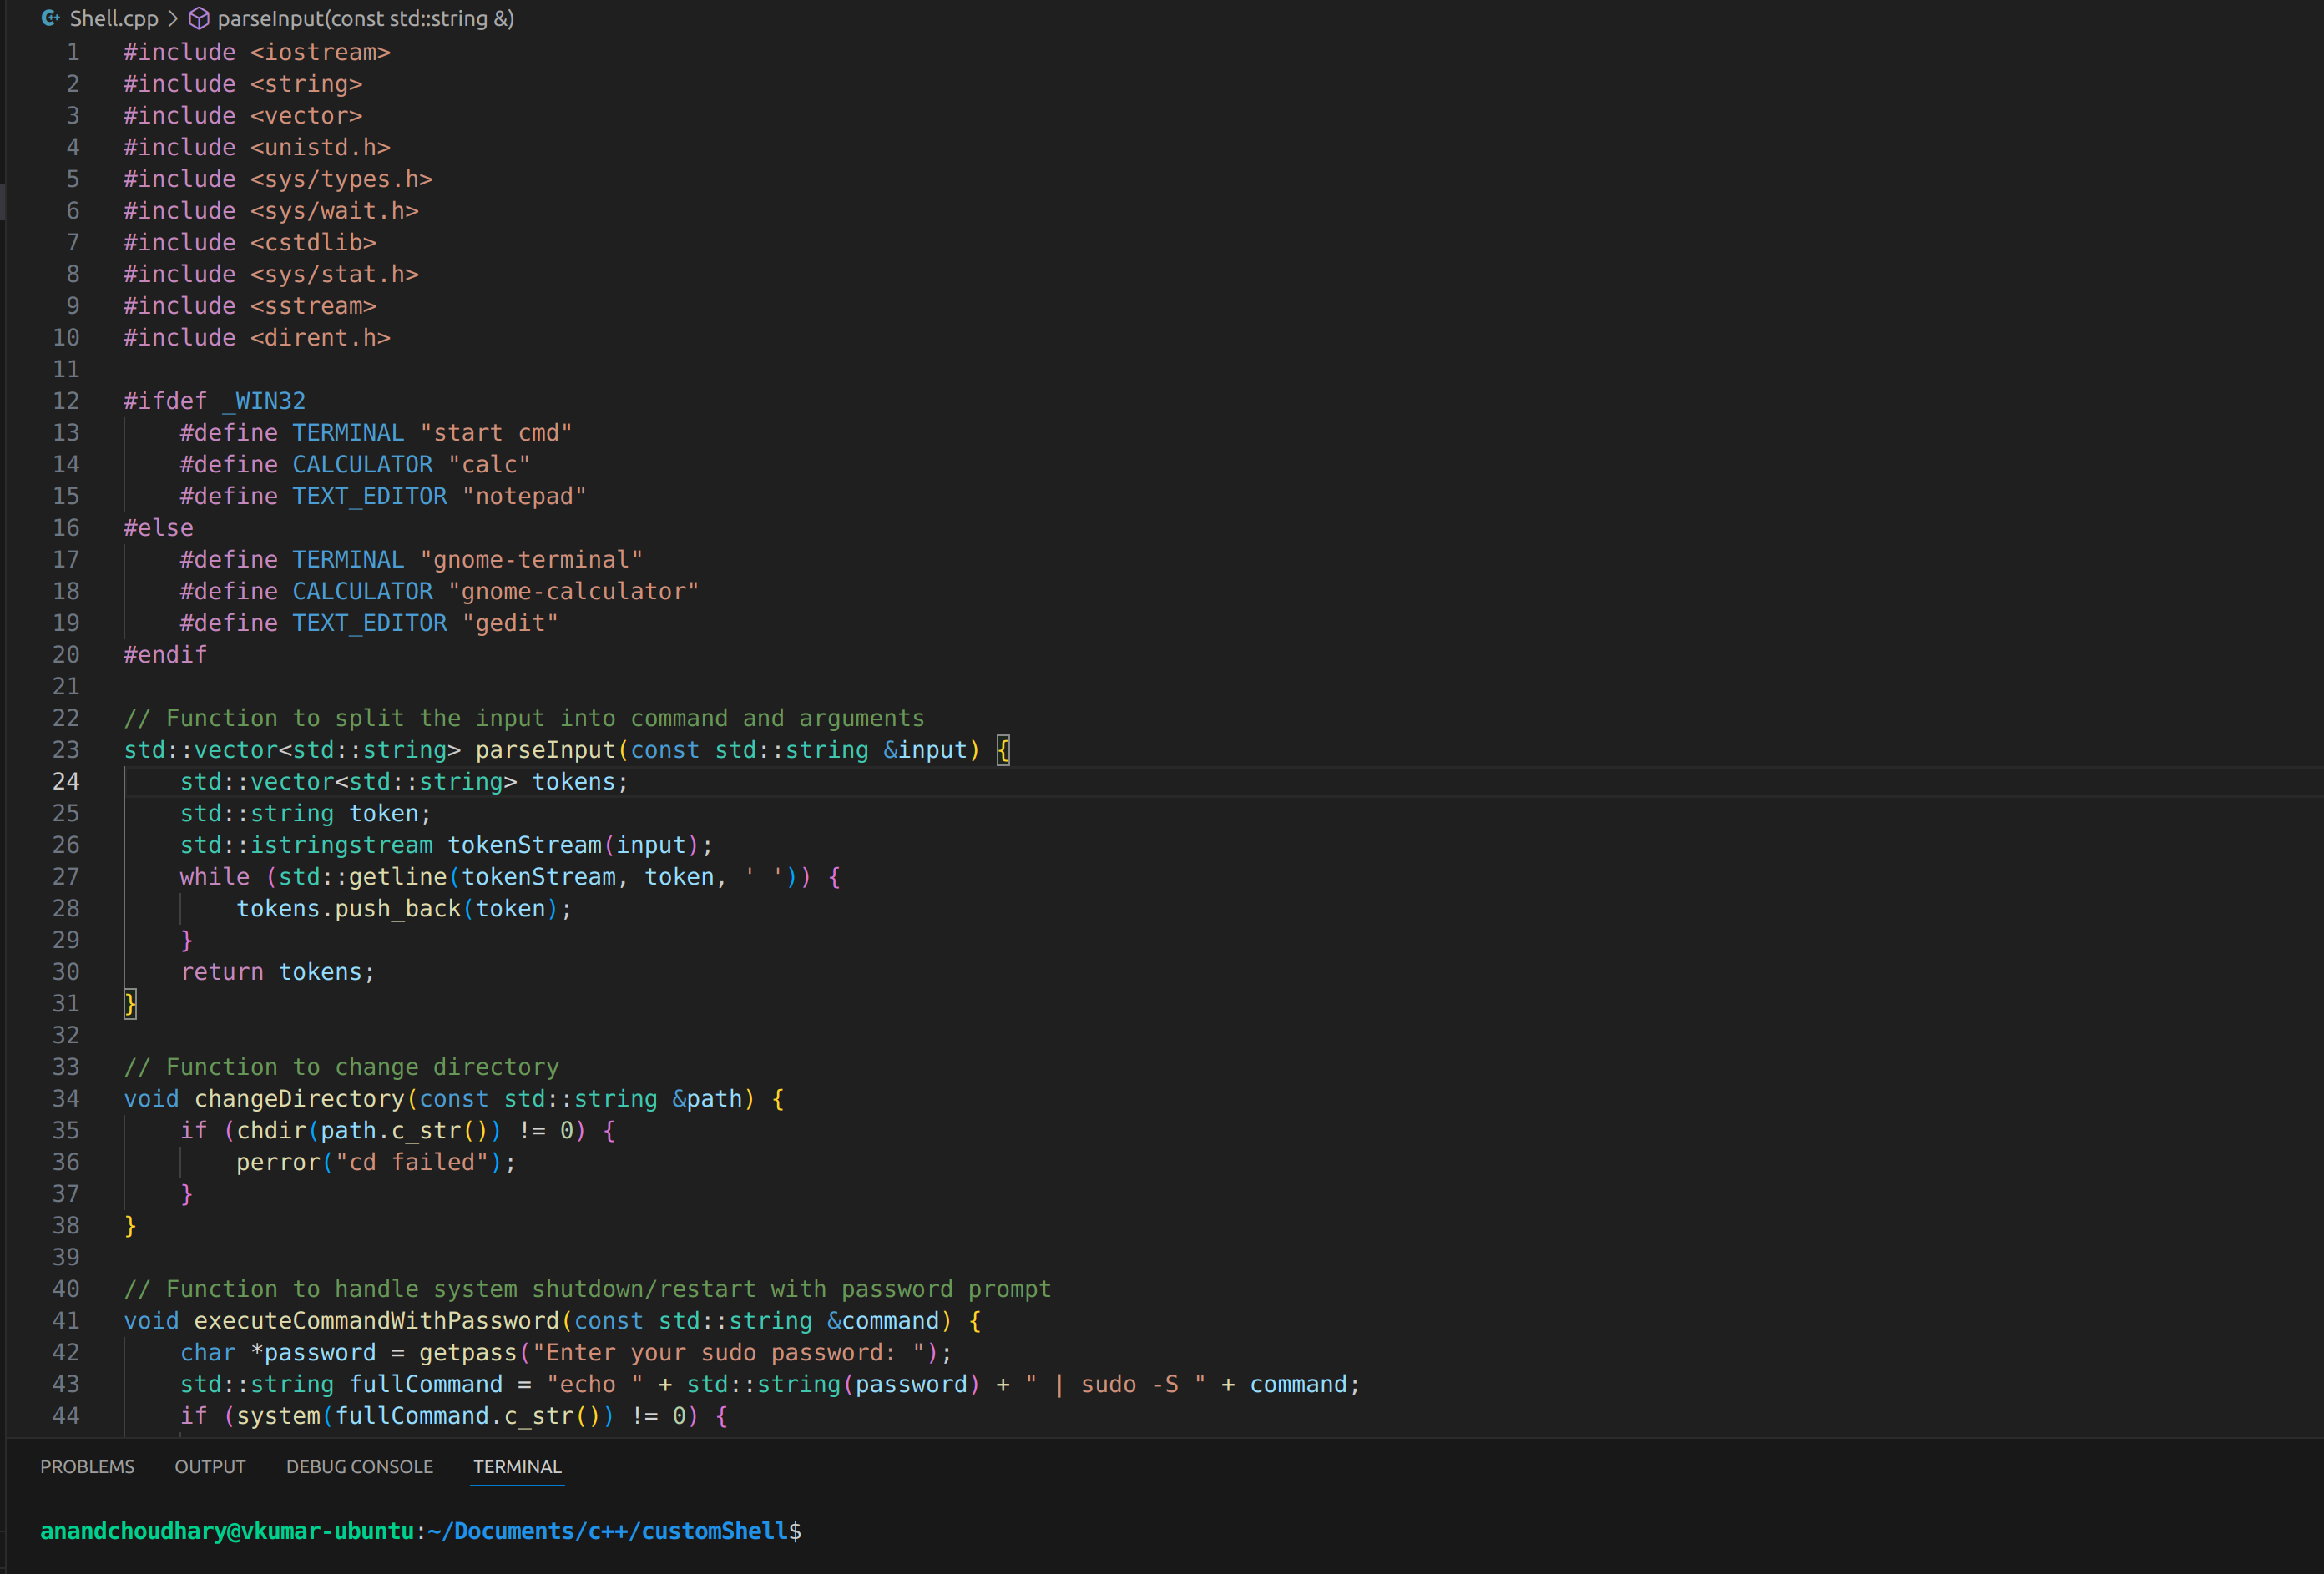 Shell.cpp > parseInput(const std::string &)
1 #include <iostream>
2 #include <string>
3 #include <vector>
4 #include <unistd.h>
5 #include <sys/types.h>
6 #include <sys/wait.h>
7 #include <cstdlib>
8 #include <sys/stat.h>
9 #include <sstream>
10 #include <dirent.h>
11
12 #ifdef _WIN32
13     #define TERMINAL "start cmd"
14     #define CALCULATOR "calc"
15     #define TEXT_EDITOR "notepad"
16 #else
17     #define TERMINAL "gnome-terminal"
18     #define CALCULATOR "gnome-calculator"
19     #define TEXT_EDITOR "gedit"
20 #endif
21
22 // Function to split the input into command and arguments
23 std::vector<std::string> parseInput(const std::string &input) {
24     std::vector<std::string> tokens;
25     std::string token;
26     std::istringstream tokenStream(input);
27     while (std::getline(tokenStream, token, ' ')) {
28         tokens.push_back(token);
29     }
30     return tokens;
31 }
32
33 // Function to change directory
34 void changeDirectory(const std::string &path) {
35     if (chdir(path.c_str()) != 0) {
36         perror("cd failed");
37     }
38 }
39
40 // Function to handle system shutdown/restart with password prompt
41 void executeCommandWithPassword(const std::string &command) {
42     char *password = getpass("Enter your sudo password: ");
43     std::string fullCommand = "echo " + std::string(password) + " | sudo -S " + command;
44     if (system(fullCommand.c_str()) != 0) {
PROBLEMS OUTPUT DEBUG CONSOLE TERMINAL
anandchoudhary@vkumar-ubuntu:~/Documents/c++/customShell$